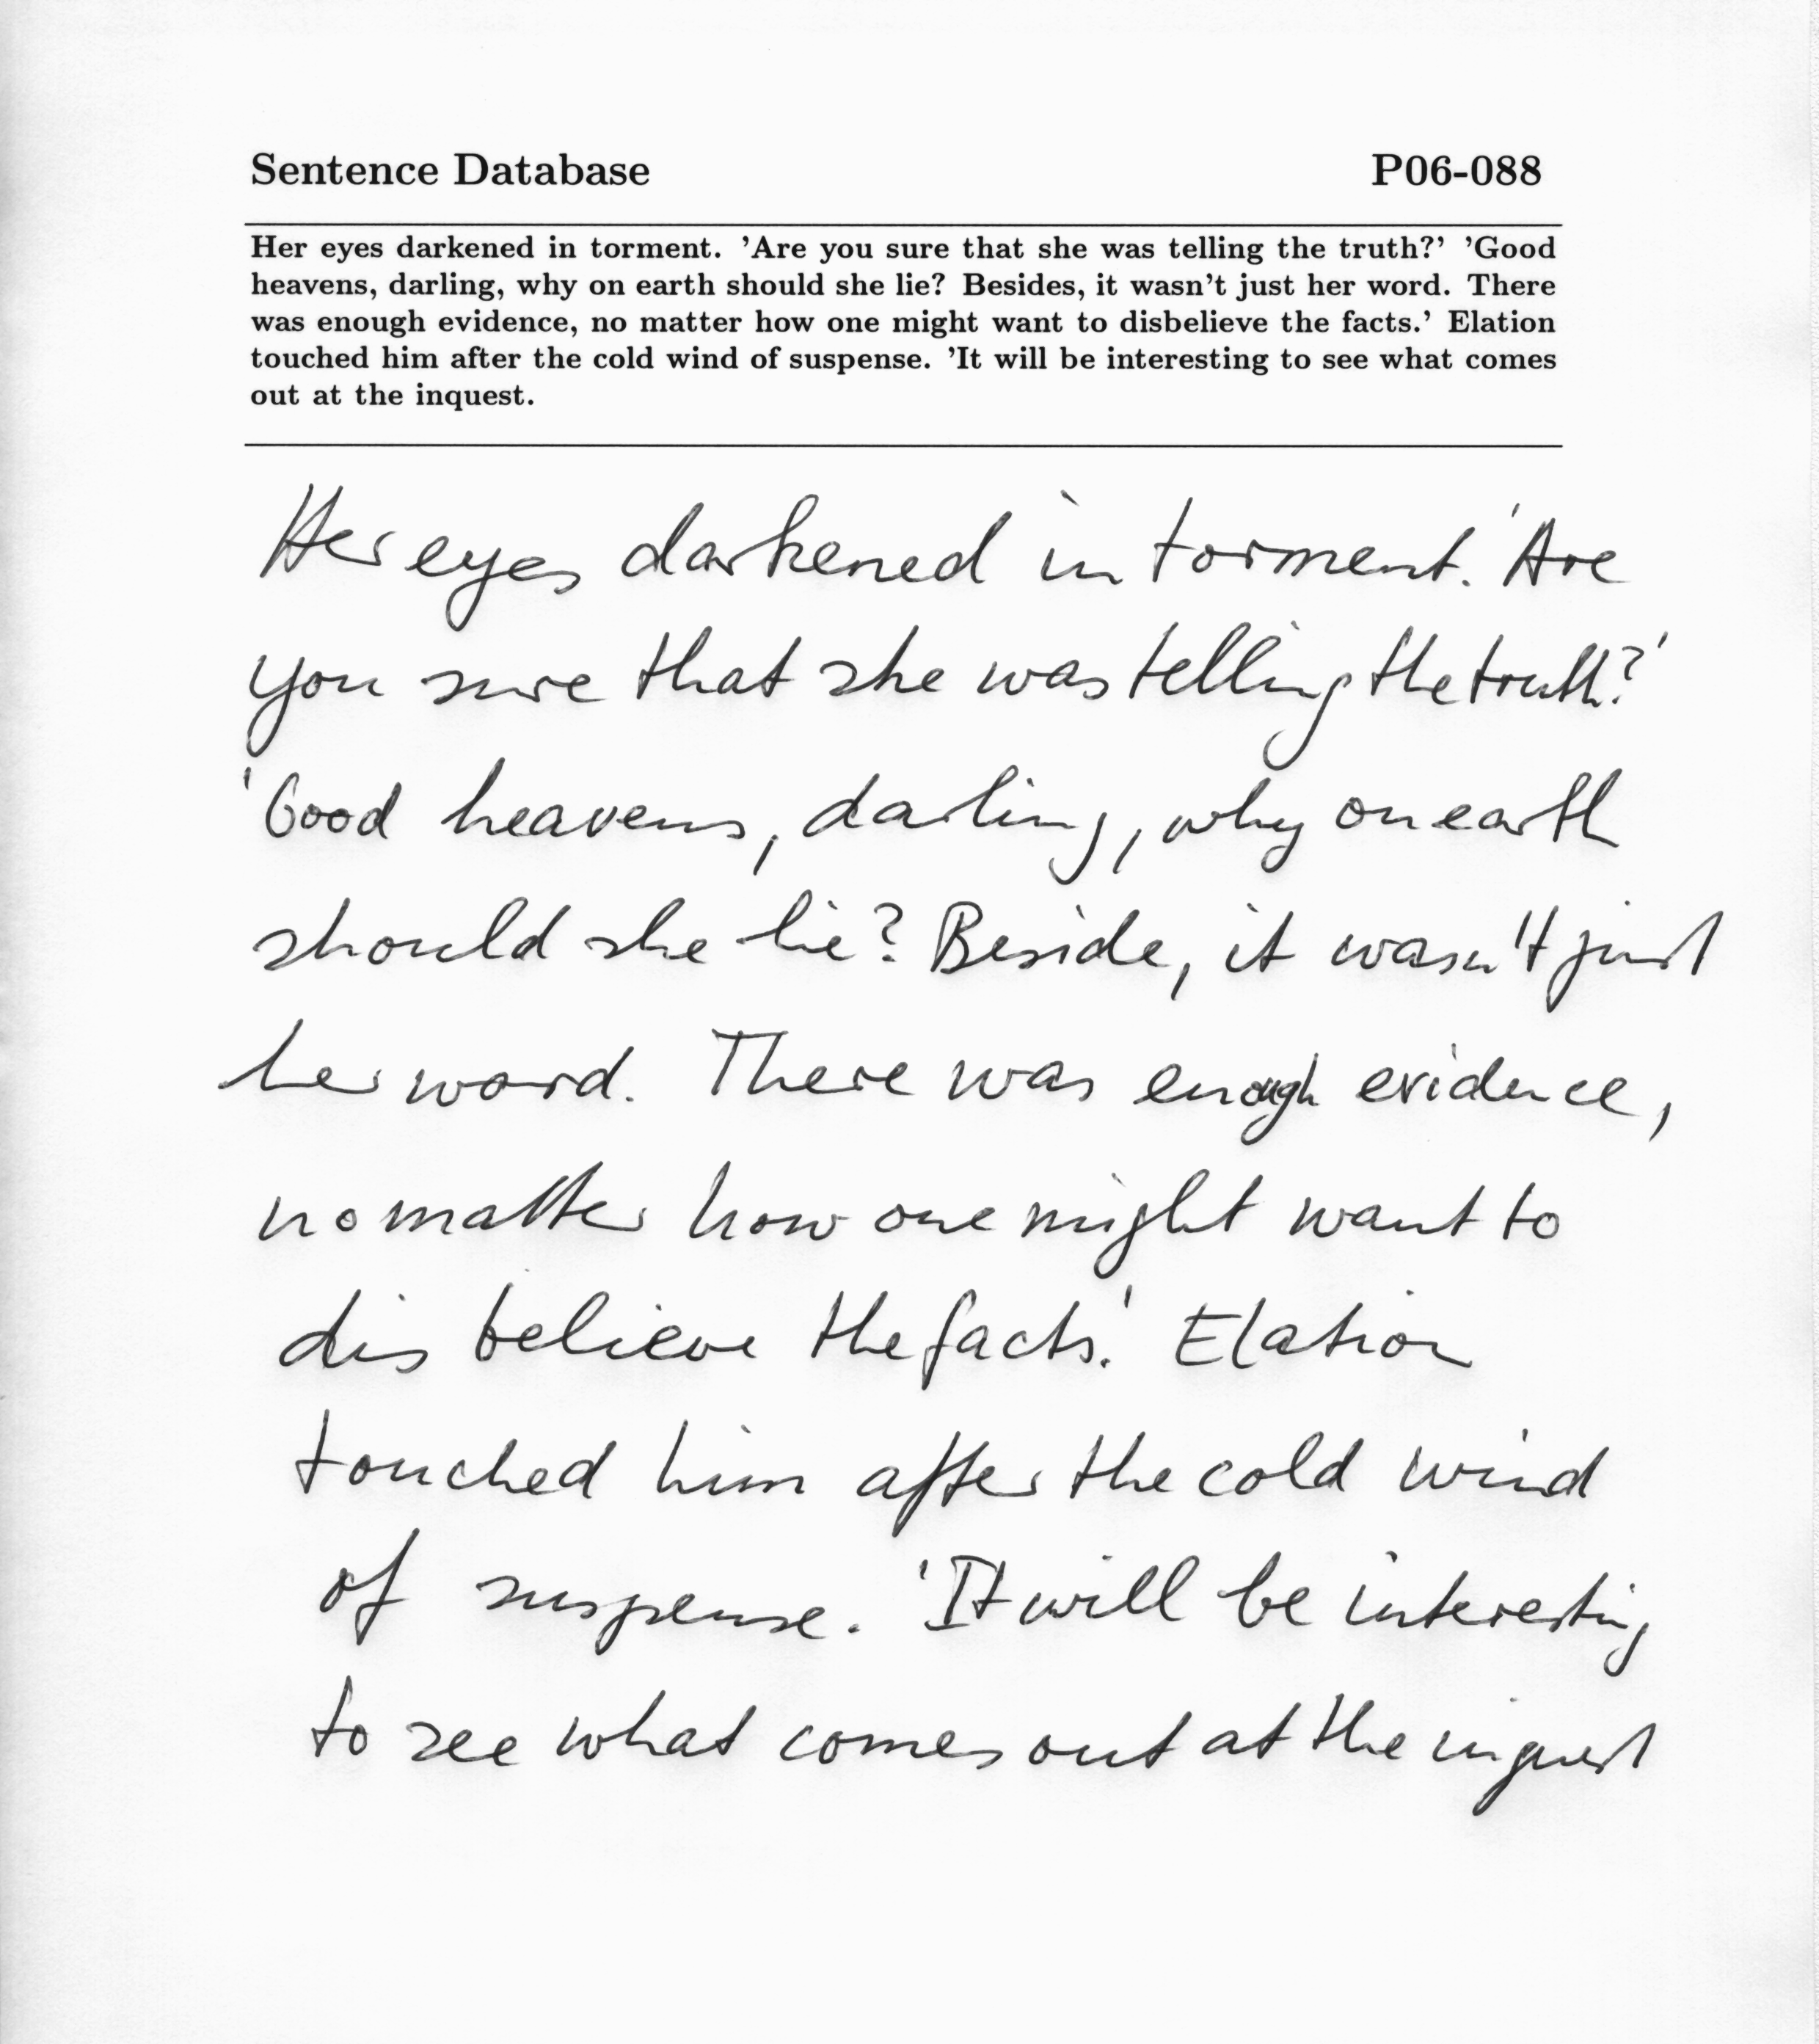 Sentence Database P06-088
Her eyes darkened in torment. 'Are you sure that she was telling the truth?' 'Good
heavens, darling, why on earth should she lie? Besides, it wasn't just her word. There
was enough evidence, no matter how one might want to disbelieve the facts.' Elation
touched him after the cold wind of suspense. 'It will be interesting to see what comes
out at the inquest.
Her eyes darkened in torment. 'Are
you sure that she was telling the truth?'
'Good heavens, darling, why on earth
should she lie? Beside, it wasn't just
her word. There was enough evidence,
no matter how one might want to
dis believe the facts.' Elation
touched him after the cold wind
of suspense. 'It will be interesting
to see what comes out at the inquest